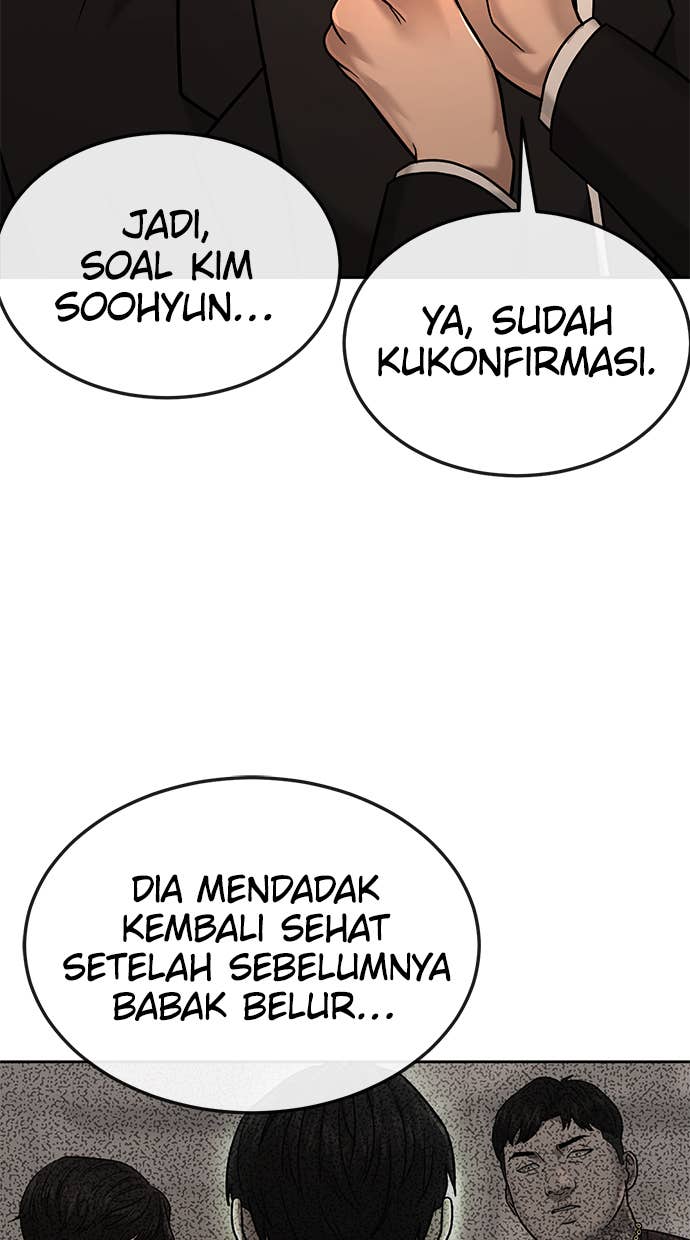 JADI,
SOAL KIM
SOOHYUN...
YA, SUDAH
KUKONFIRMASI.
DIA MENDADAK
KEMBALI SEHAT
SETELAH SEBELUMNYA
BABAK BELUR...